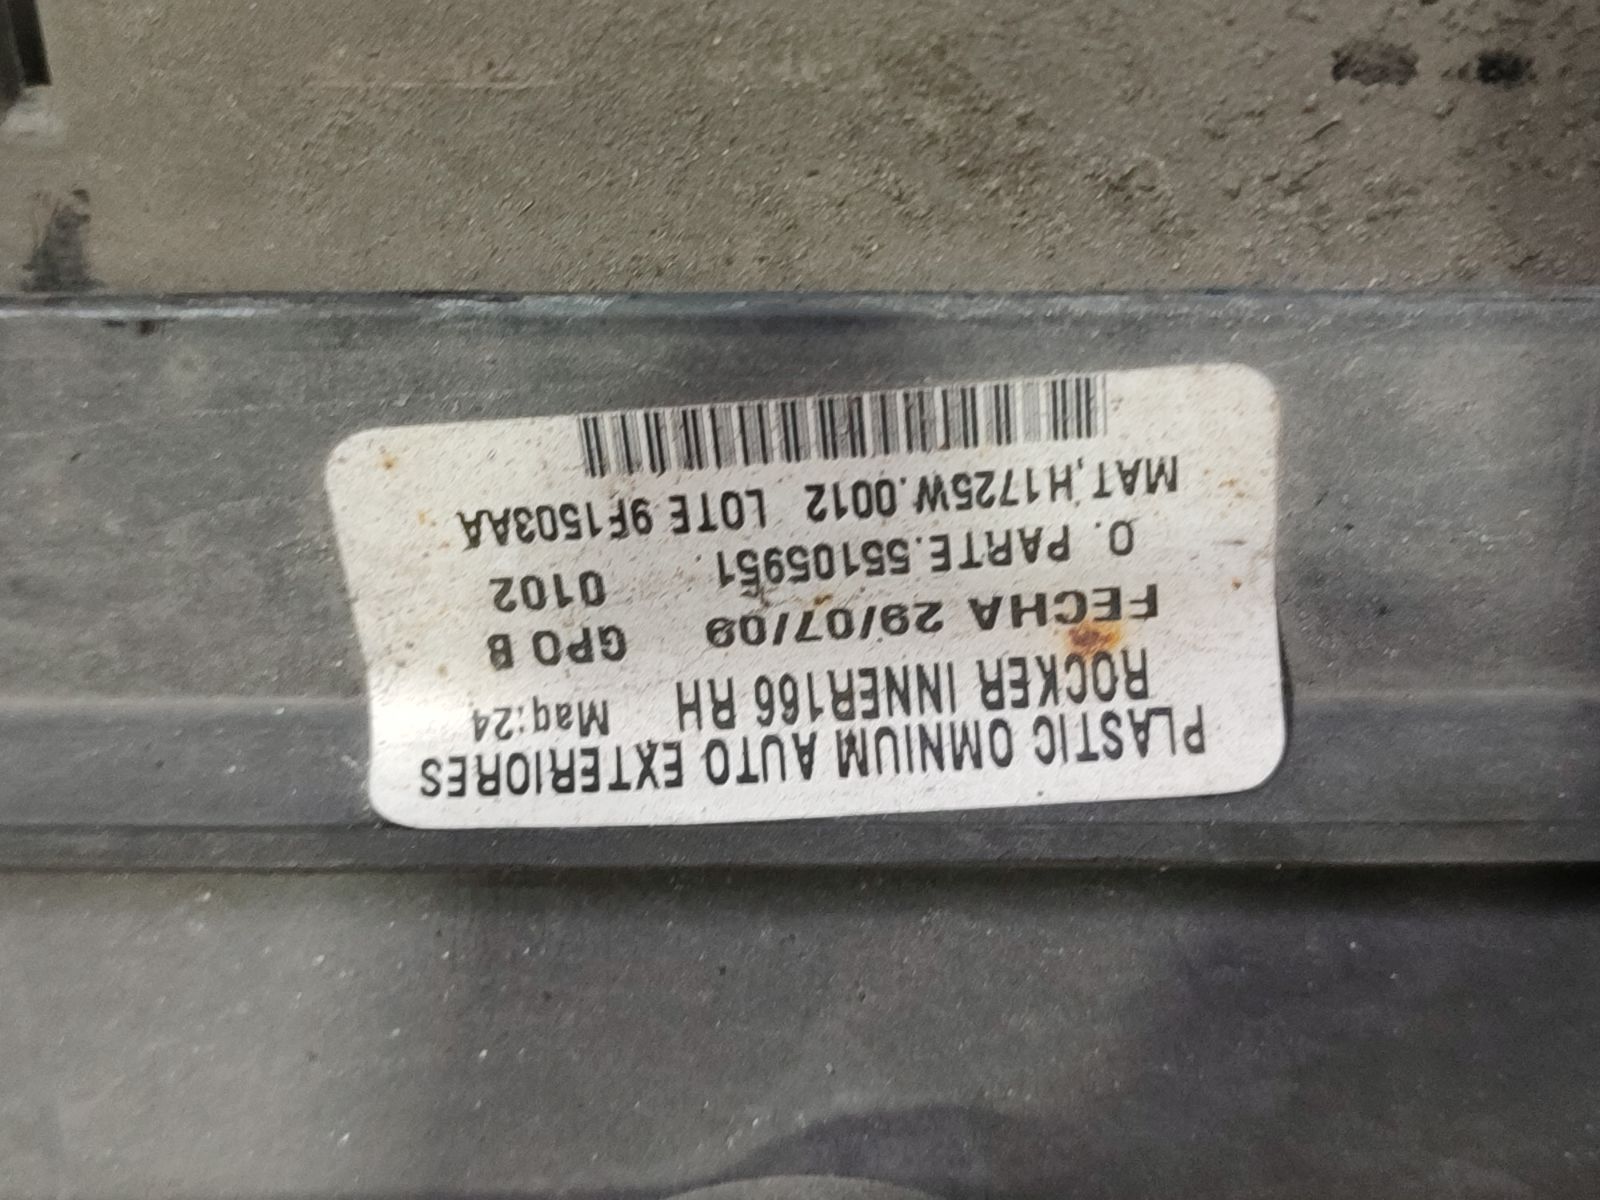 PLASTIC OMNIUM AUTO EXTERIORES
ROCKER INNER166 RH Maq:24
FECHA 29/07/09 GPO B
O. PARTE.55105951. 0102
MAT,H1725W.0012 LOTE 9F1503AA